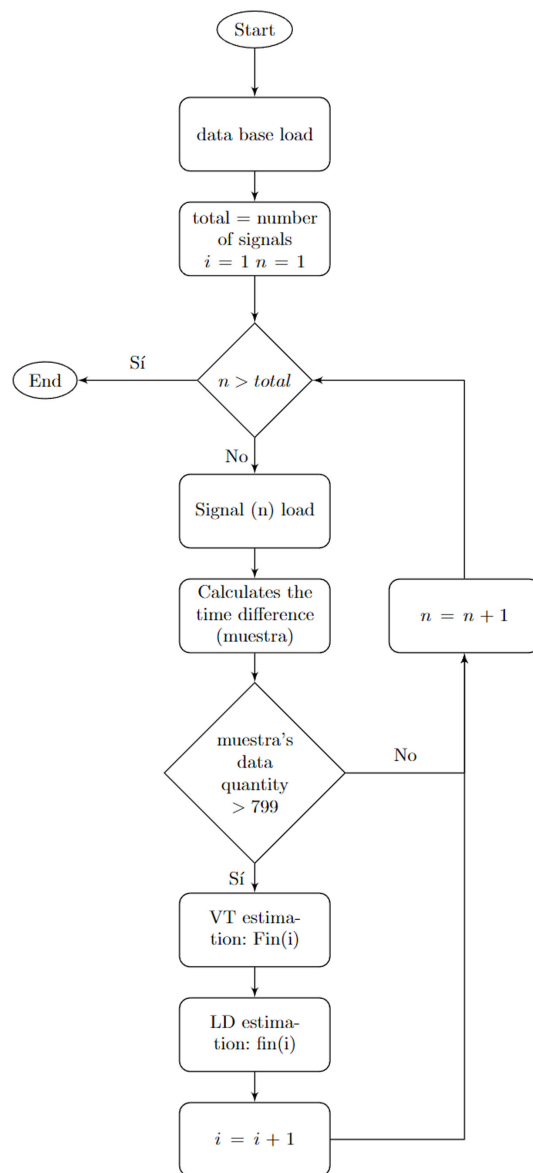 Start
data base load
total = number
of signals
i = 1 n = 1
Sí
End
n > total
No
Signal (n) load
Calculates the
time difference
(muestra)
n = n + 1
muestra's
data
quantity
> 799
No
Sí
VT estima-
tion: Fin(i)
LD estima-
tion: fin(i)
i = i + 1